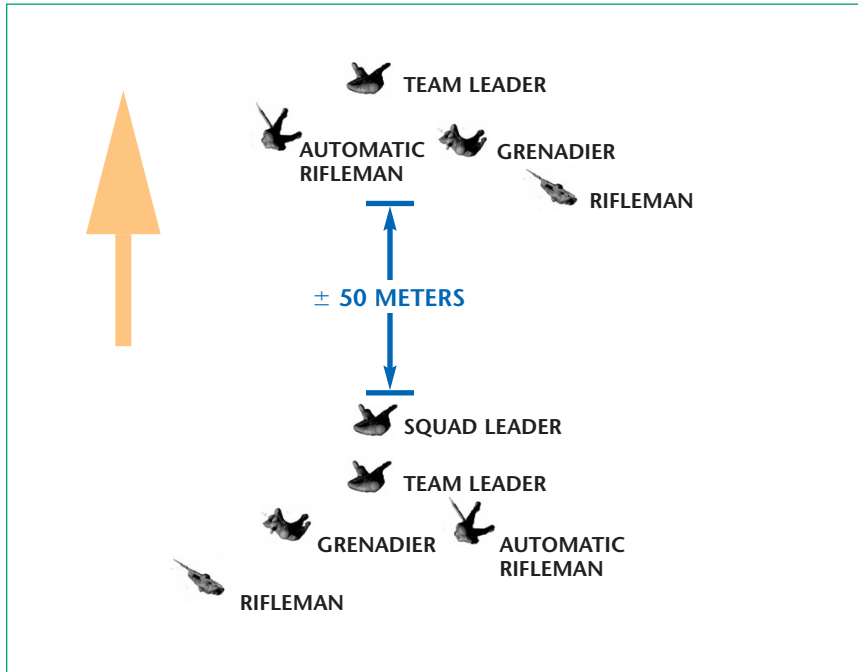 TEAM LEADER
AUTOMATIC
RIFLEMAN
GRENADIER
RIFLEMAN
± 50 METERS
SQUAD LEADER
TEAM LEADER
GRENADIER
AUTOMATIC
RIFLEMAN
RIFLEMAN